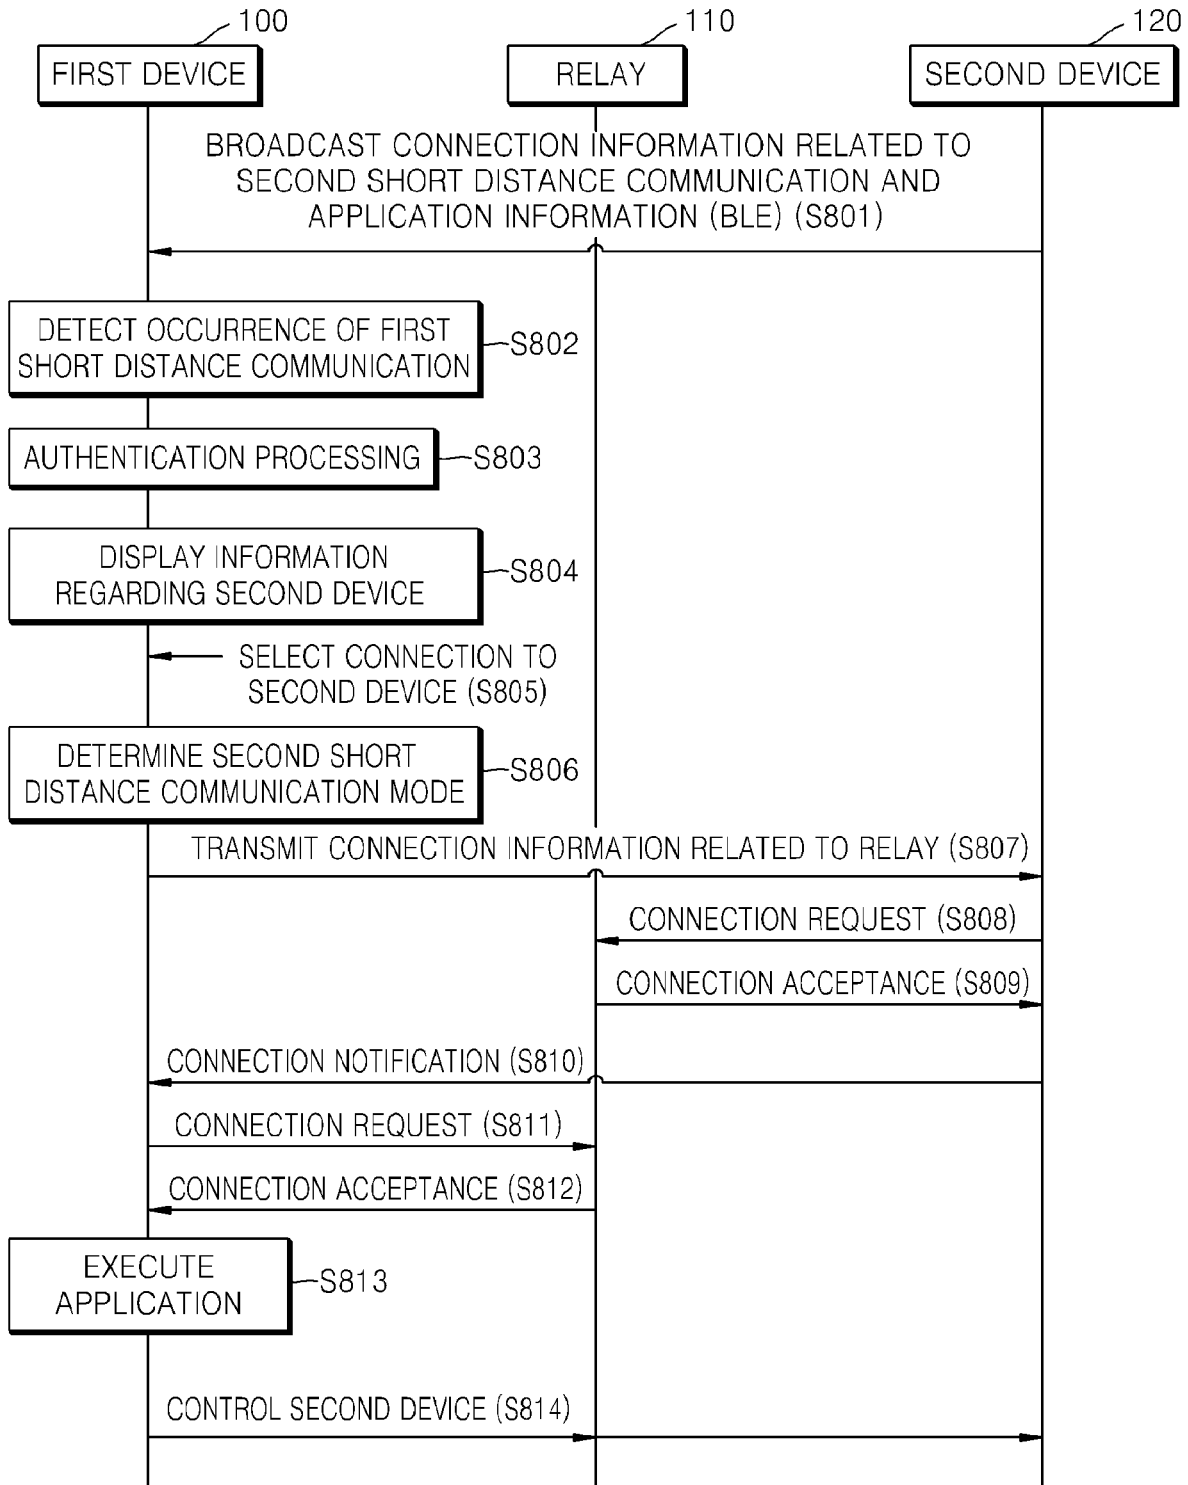 100
110
120
FIRST DEVICE
RELAY
SECOND DEVICE
BROADCAST CONNECTION INFORMATION RELATED TO
SECOND SHORT DISTANCE COMMUNICATION AND
APPLICATION INFORMATION (BLE) (S801)
DETECT OCCURRENCE OF FIRST
SHORT DISTANCE COMMUNICATION
S802
AUTHENTICATION PROCESSING
S803
DISPLAY INFORMATION
REGARDING SECOND DEVICE
S804
SELECT CONNECTION TO
SECOND DEVICE (S805)
DETERMINE SECOND SHORT
DISTANCE COMMUNICATION MODE
S806
TRANSMIT CONNECTION INFORMATION RELATED TO RELAY (S807)
CONNECTION REQUEST (S808)
CONNECTION ACCEPTANCE (S809)
CONNECTION NOTIFICATION (S810)
CONNECTION REQUEST (S811)
CONNECTION ACCEPTANCE (S812)
EXECUTE
APPLICATION
S813
CONTROL SECOND DEVICE (S814)